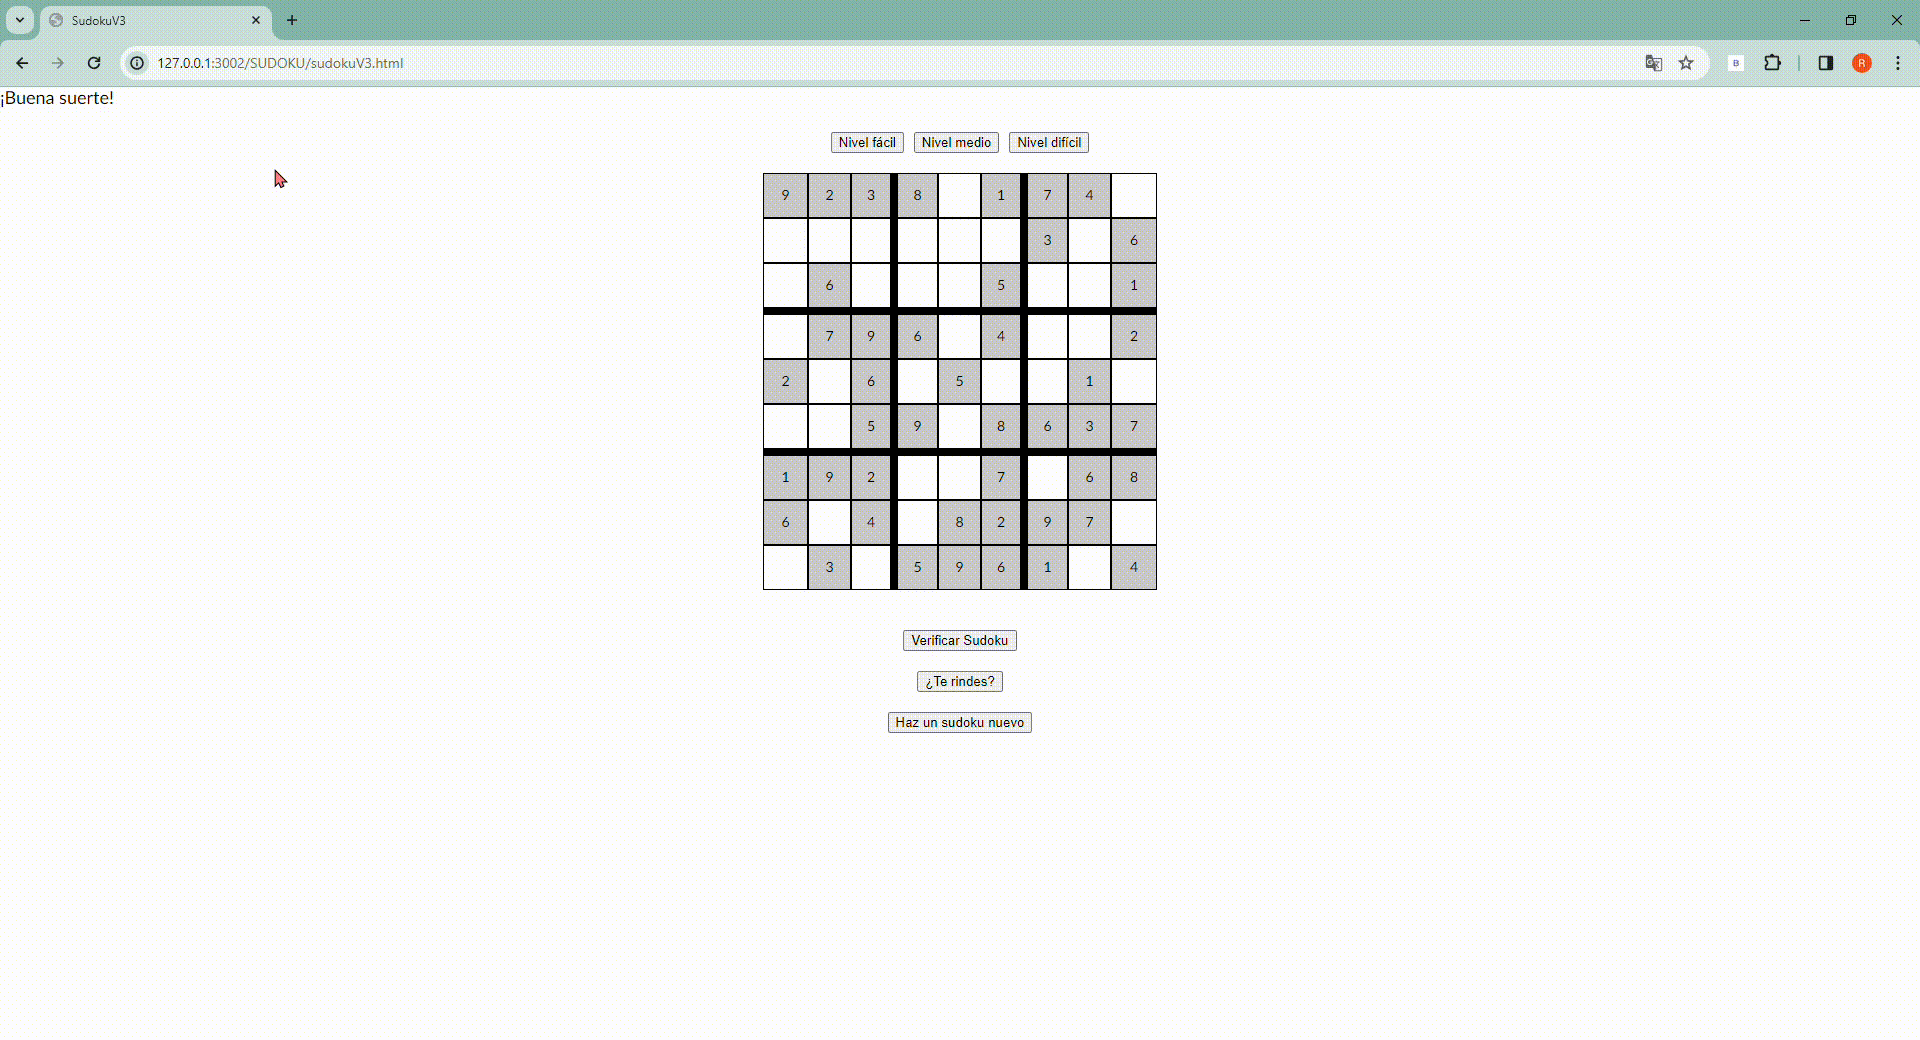 SudokuV3
127.0.0.1:3002/SUDOKU/sudokuV3.html
B
R
¡Buena suerte!
Nivel fácil Nivel medio Nivel difícil
9 2 3 8 1 7 4
3 6
6 5 1
7 9 6 4 2
2 6 5 1
5 9 8 6 3 7
1 9 2 7 6 8
6 4 8 2 9 7
3 5 9 6 1 4
Verificar Sudoku
¿Te rindes?
Haz un sudoku nuevo